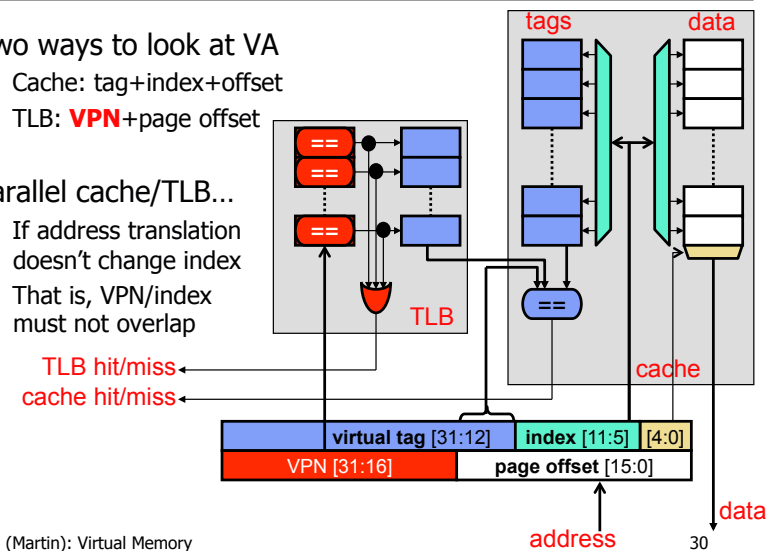 wo ways to look at VA
Cache: tag+index+offset
TLB: VPN+page offset
arallel cache/TLB…
If address translation
doesn't change index
That is, VPN/index
must not overlap
TLB hit/miss
cache hit/miss
==
==
==
TLB
tags
data
==
cache
virtual tag [31:12]
index [11:5]
[4:0]
VPN [31:16]
page offset [15:0]
address
data
(Martin): Virtual Memory
30